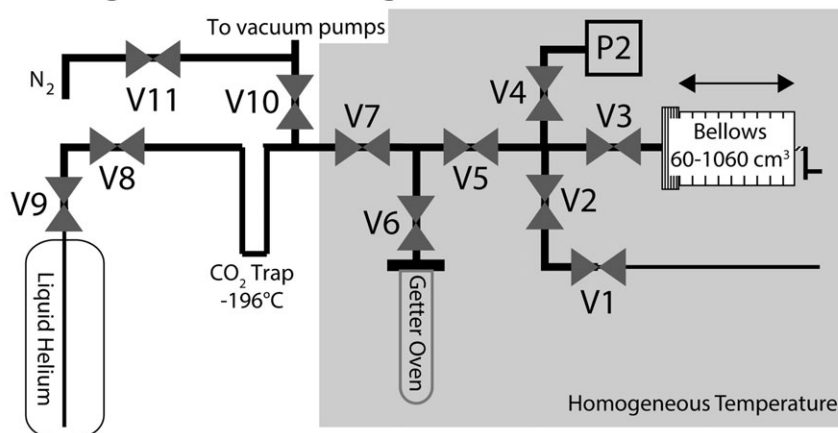 To vacuum pumps
P2
N₂
V11
V10
V4
V7
V3
Bellows
60-1060 cm³
V8
V5
V9
V6
V2
CO₂ Trap
-196°C
V1
Liquid Helium
Getter Oven
Homogeneous Temperature